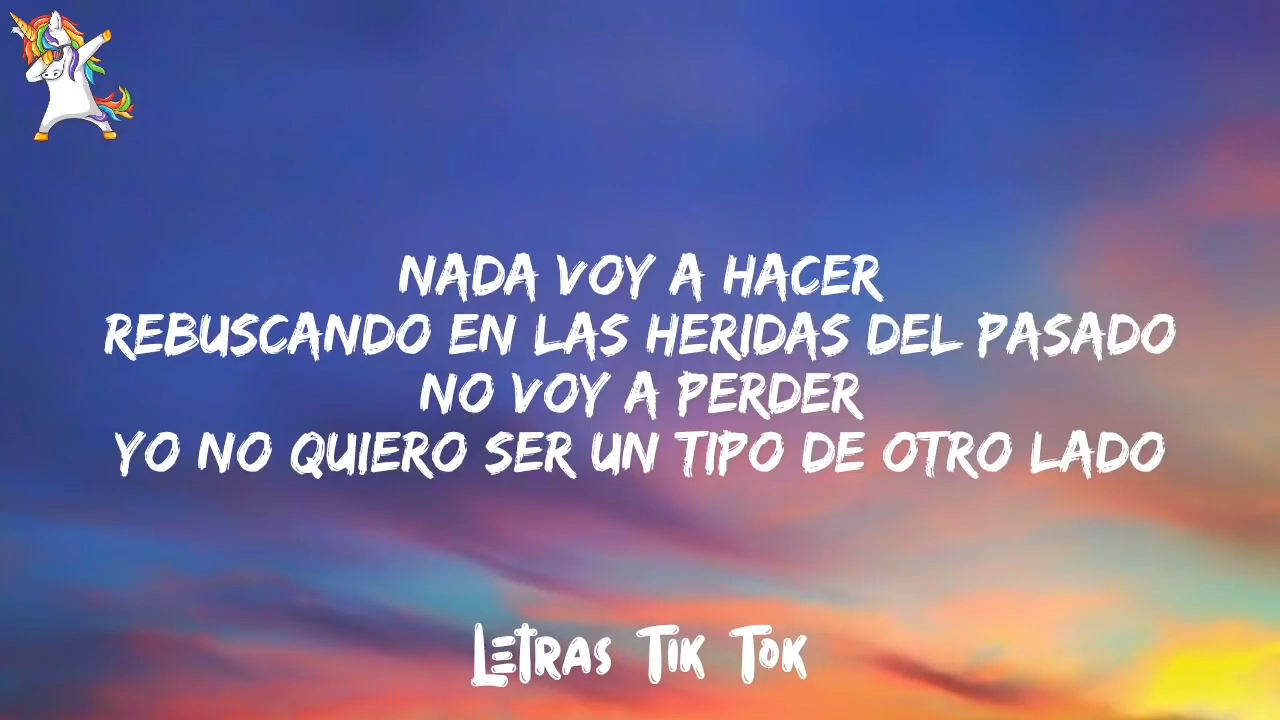 NADA VOY A HACER
REBUSCANDO EN LAS HERIDAS DEL PASADO
NO VOY A PERDER
YO NO QUIERO SER UN TIPO DE OTRO LADO
LETRAS TIK TOK